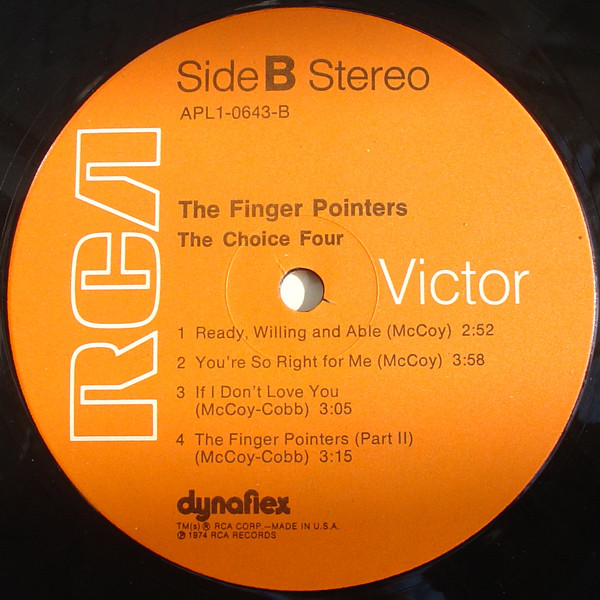 Side B Stereo
APL1-0643-B
RCA
The Finger Pointers
The Choice Four
Victor
1 Ready, Willing and Able (McCoy) 2:52
2 You're So Right for Me (McCoy) 3:58
3 If I Don't Love You
(McCoy-Cobb) 3:05
4 The Finger Pointers (Part II)
(McCoy-Cobb) 3:15
dynaflex
TM(s) ® RCA CORP.—MADE IN U.S.A.
℗ 1974 RCA RECORDS